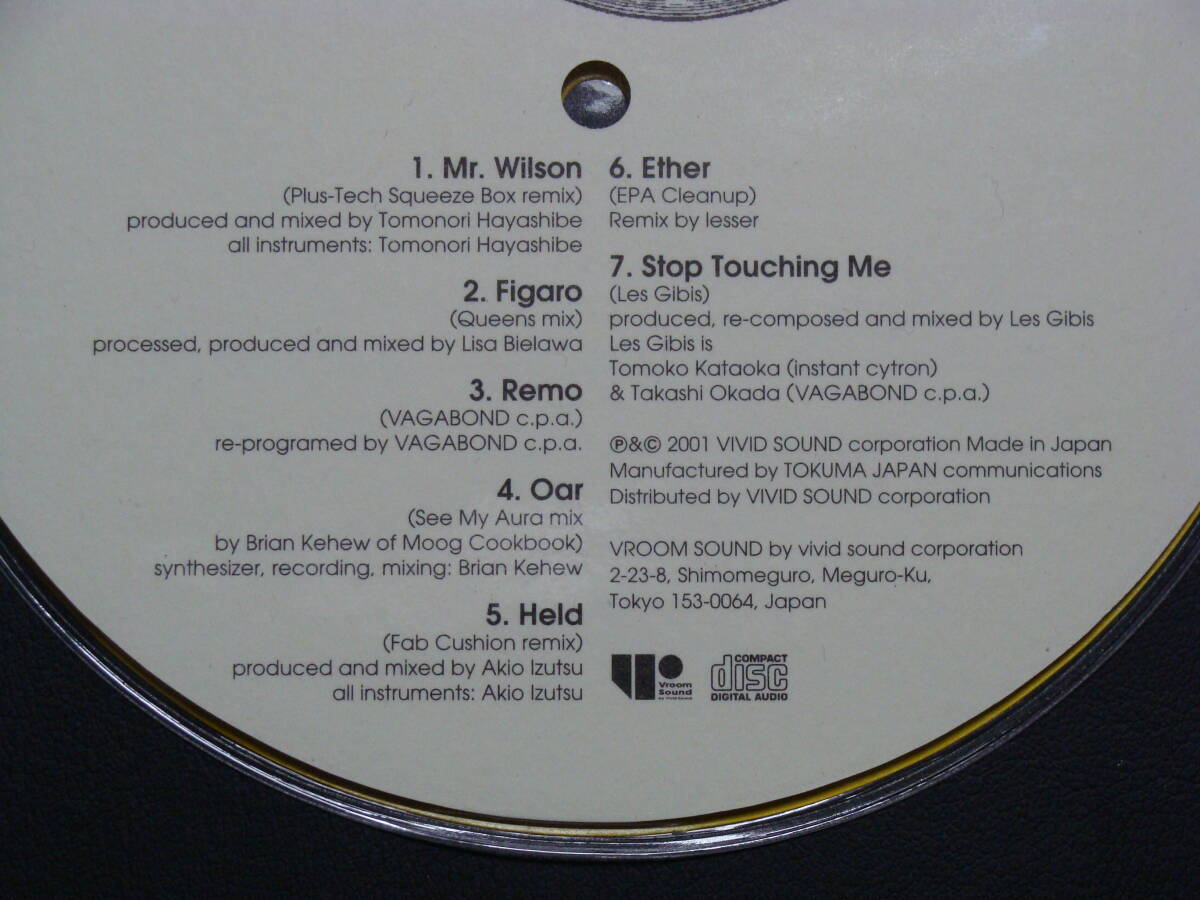 1. Mr. Wilson
(Plus-Tech Squeeze Box remix)
produced and mixed by Tomonori Hayashibe
all instruments: Tomonori Hayashibe
2. Figaro
(Queens mix)
processed, produced and mixed by Lisa Bielawa
3. Remo
(VAGABOND c.p.a.)
re-programed by VAGABOND c.p.a.
4. Oar
(See My Aura mix
by Brian Kehew of Moog Cookbook)
synthesizer, recording, mixing: Brian Kehew
5. Held
(Fab Cushion remix)
produced and mixed by Akio Izutsu
all instruments: Akio Izutsu
6. Ether
(EPA Cleanup)
Remix by lesser
7. Stop Touching Me
(Les Gibis)
produced, re-composed and mixed by Les Gibis
Les Gibis is
Tomoko Kataoka (instant cytron)
& Takashi Okada (VAGABOND c.p.a.)
℗&© 2001 VIVID SOUND corporation Made in Japan
Manufactured by TOKUMA JAPAN communications
Distributed by VIVID SOUND corporation
VROOM SOUND by vivid sound corporation
2-23-8, Shimomeguro, Meguro-Ku,
Tokyo 153-0064, Japan
Vroom
Sound
by Vivid Sound
COMPACT
disc
DIGITAL AUDIO